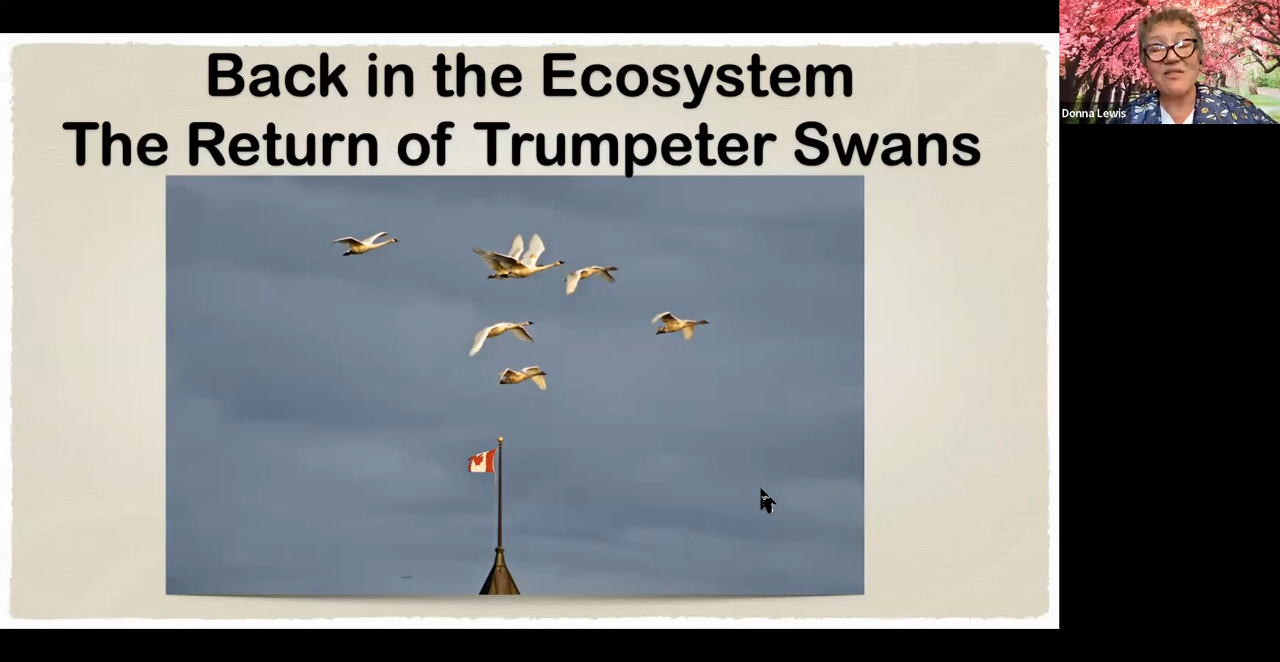 Back in the Ecosystem
The Return of Trumpeter Swans
Donna Lewis